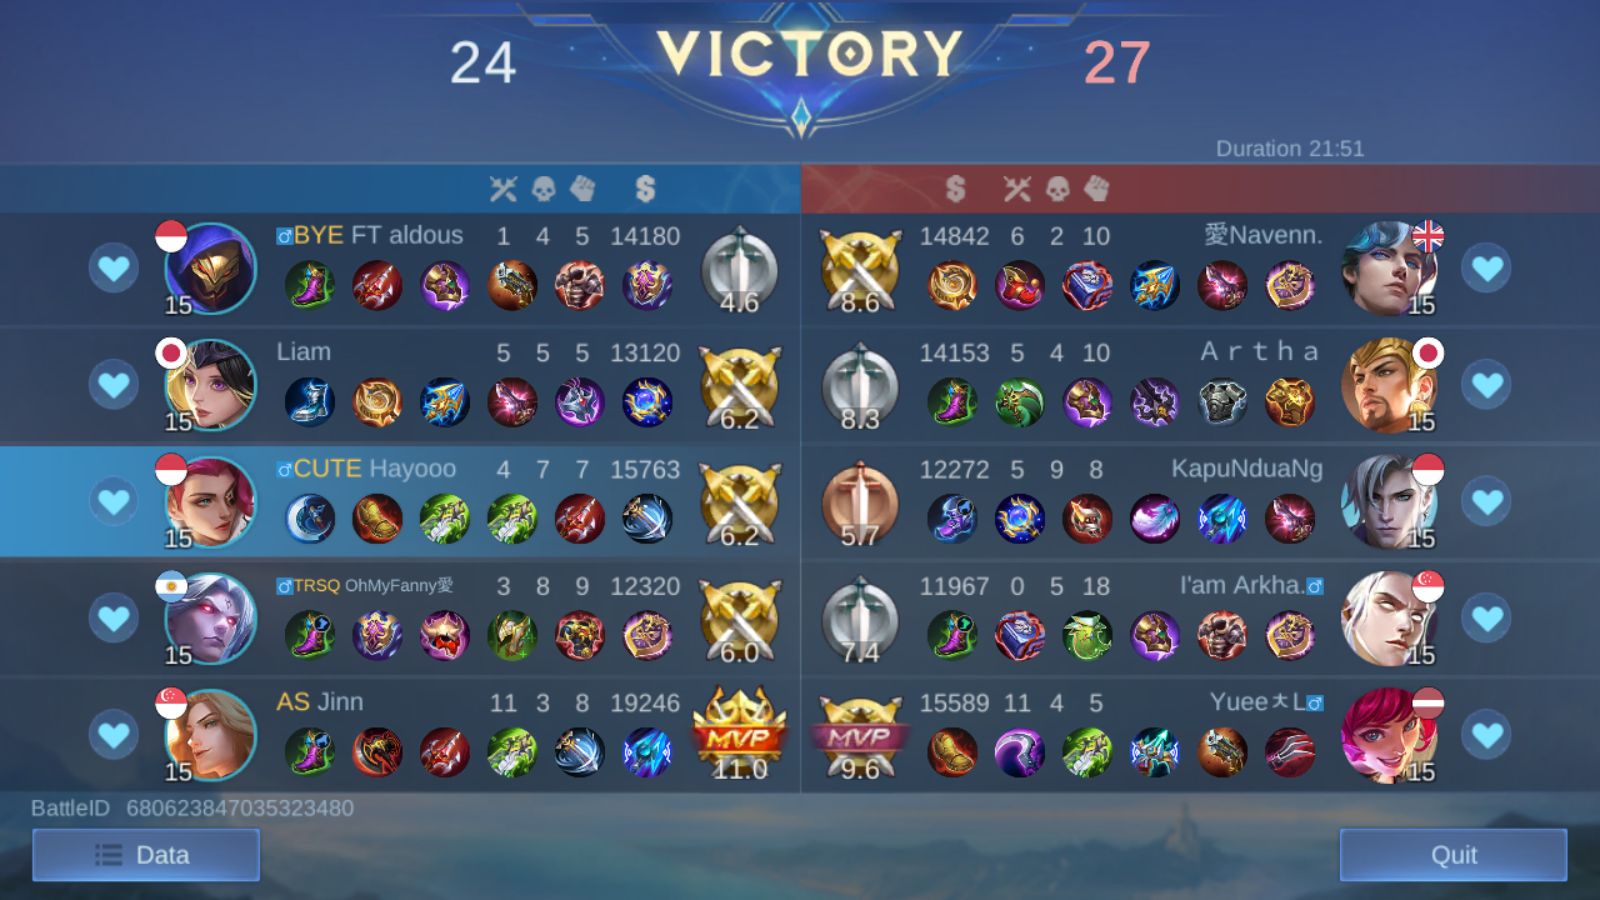 24 VICTORY 27
Duration 21:51
♂BYE FT aldous 1 4 5 14180
15 4.6
14842 6 2 10 愛Navenn.
8.6 15
Liam 5 5 5 13120
15 6.2
14153 5 4 10 A r t h a
8.3 15
♂CUTE Hayooo 4 7 7 15763
15 6.2
12272 5 9 8 KapuNduaNg
5.7 15
♂TRSQ OhMyFanny愛 3 8 9 12320
15 6.0
11967 0 5 18 I'am Arkha.♂
7.4 15
AS Jinn 11 3 8 19246
15 MVP 11.0
15589 11 4 5 YueeㅊL♂
MVP 9.6 15
BattleID 680623847035323480
Data
Quit